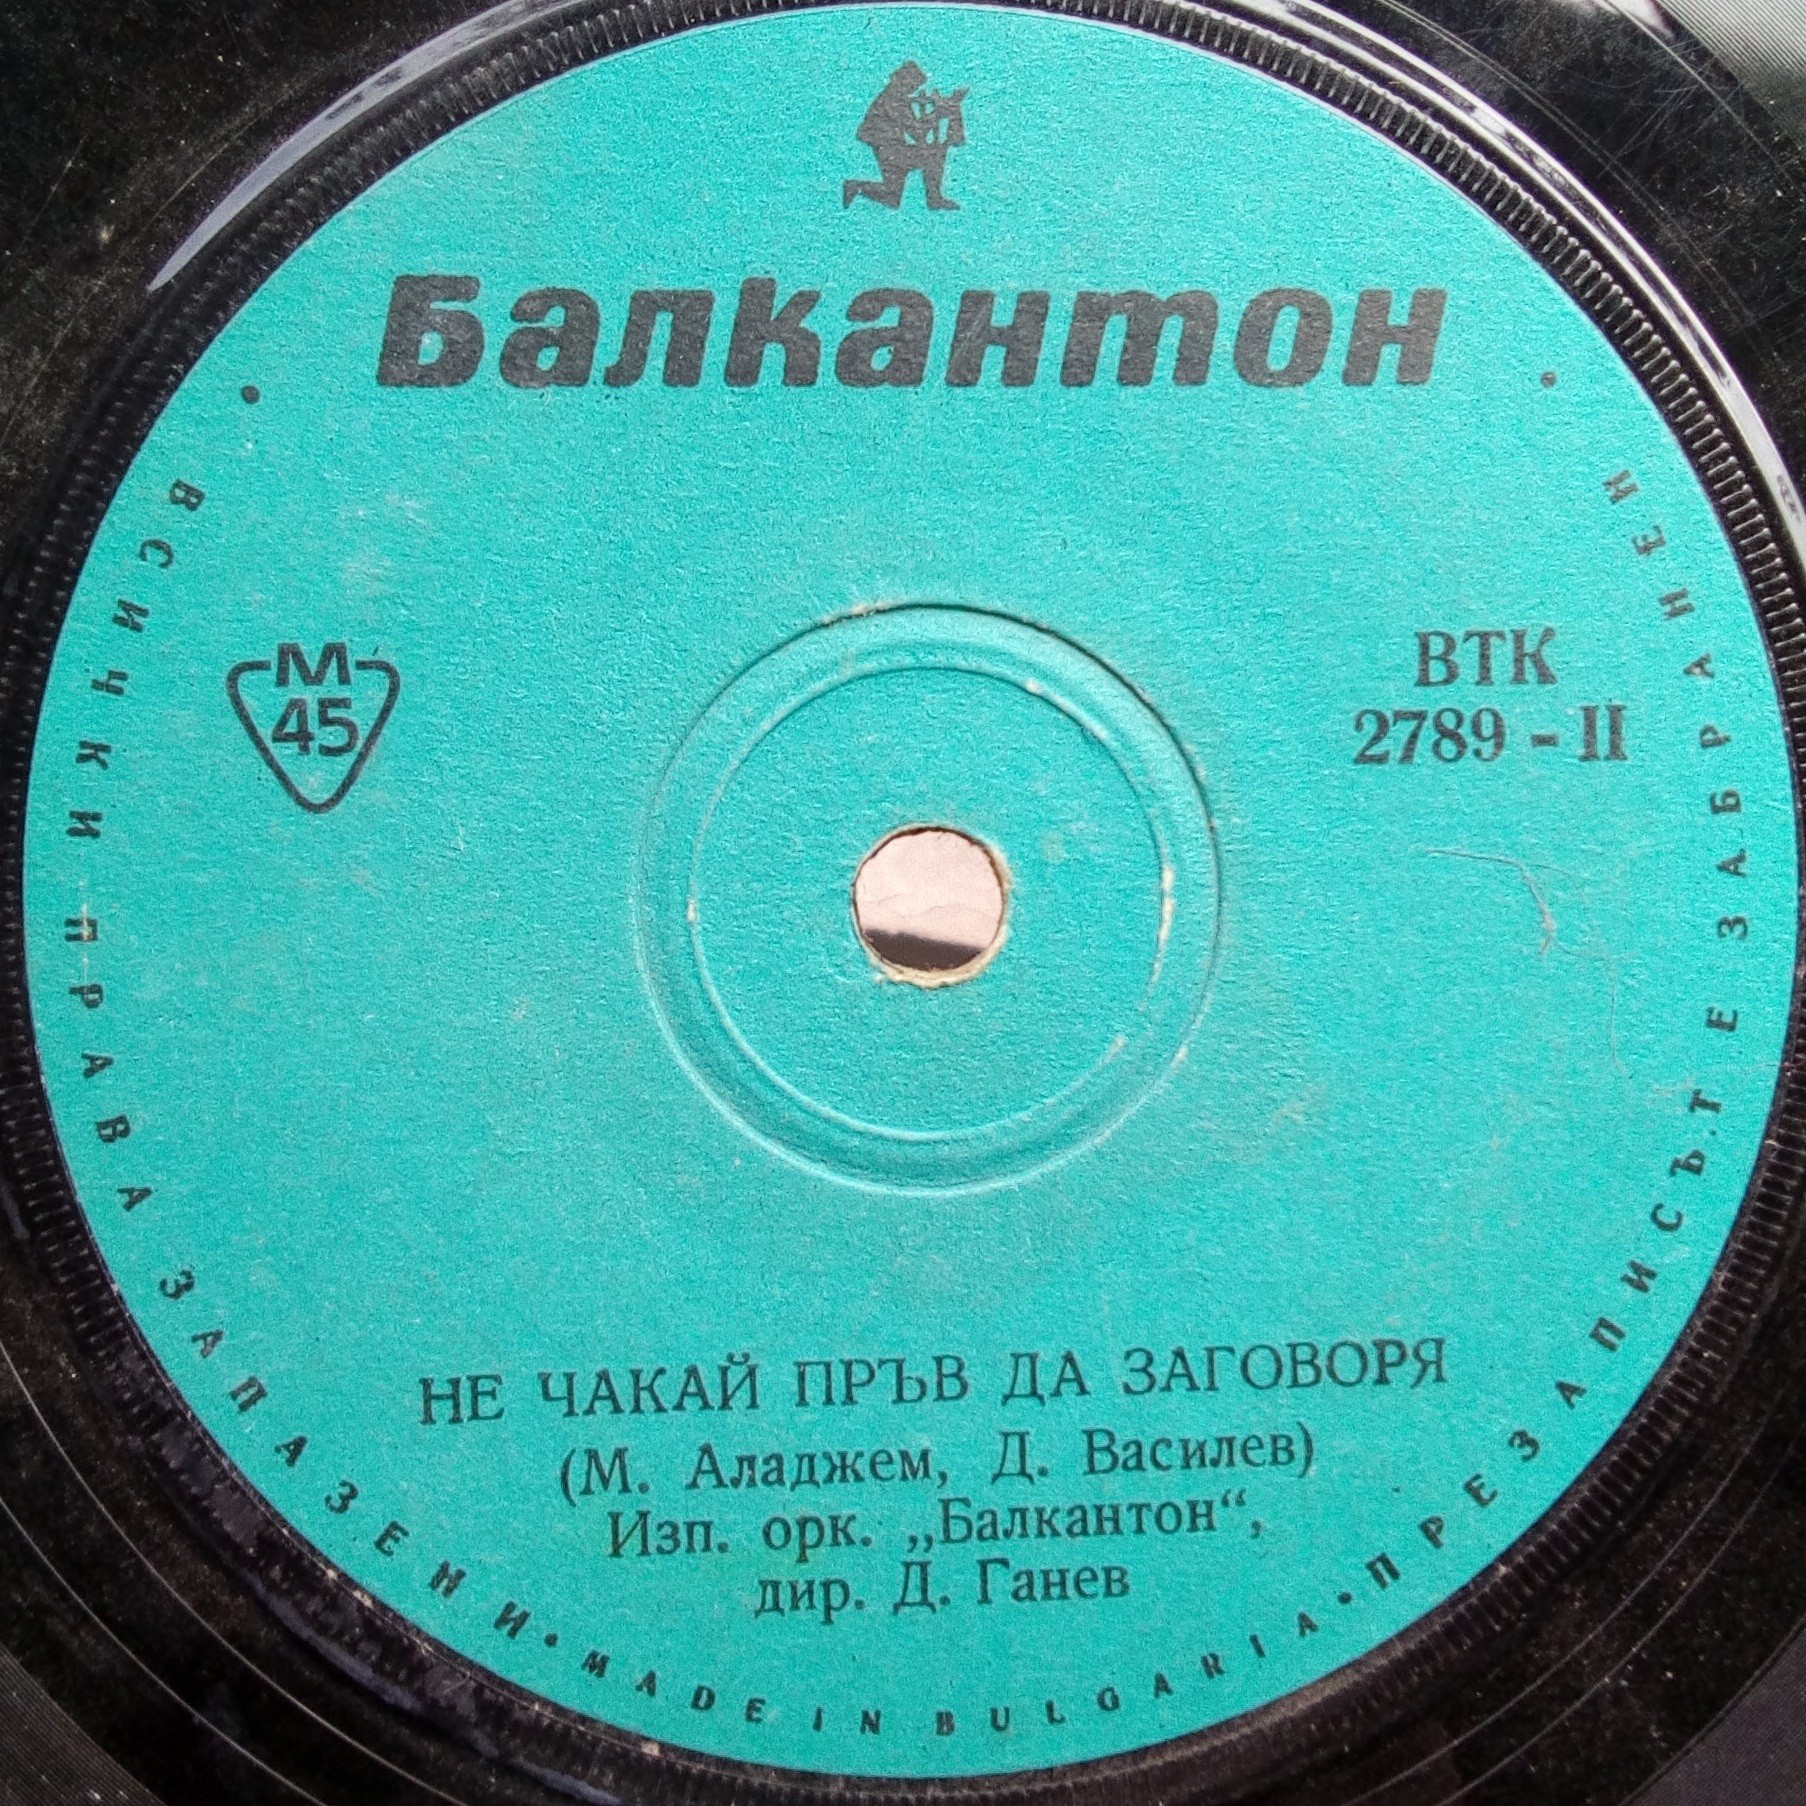 Балкантон
М
45
ВТК
2789 - II
НЕ ЧАКАЙ ПРЪВ ДА ЗАГОВОРЯ
(М. Аладжем, Д. Василев)
Изп. орк. „Балкантон“,
дир. Д. Ганев
• ВСИЧКИ ПРАВА ЗАПАЗЕНИ • MADE IN BULGARIA • ПРЕЗАПИСЪТ Е ЗАБРАНЕН •